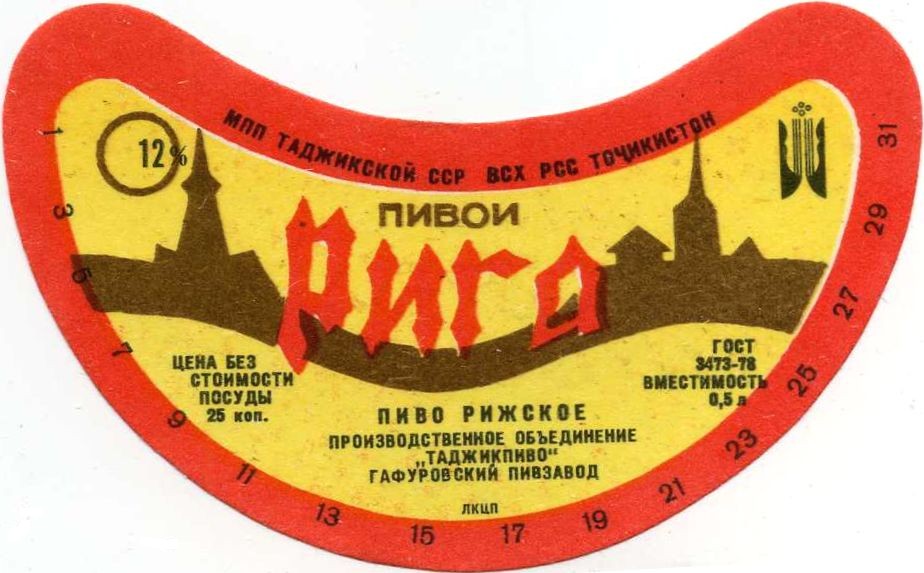 МПП ТАДЖИКСКОЙ ССР ВСХ РСС ТОҶИКИСТОН
12%
ПИВОИ
Рига
ЦЕНА БЕЗ
СТОИМОСТИ
ПОСУДЫ
25 коп.
ГОСТ
3473-78
ВМЕСТИМОСТЬ
0,5 л
ПИВО РИЖСКОЕ
ПРОИЗВОДСТВЕННОЕ ОБЪЕДИНЕНИЕ
„ТАДЖИКПИВО“
ГАФУРОВСКИЙ ПИВЗАВОД
ЛКЦП
1 3 5 7 9 11 13 15 17 19 21 23 25 27 29 31